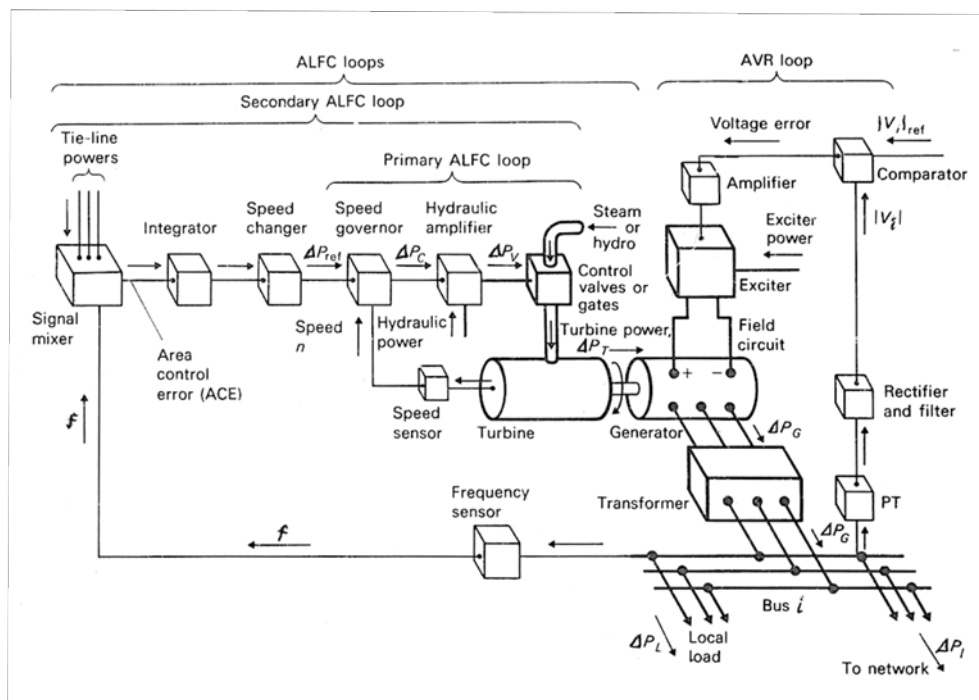 ALFC loops
AVR loop
Secondary ALFC loop
Tie-line
powers
Primary ALFC loop
Voltage error
|V_i|_ref
Amplifier
Comparator
Integrator
Speed
changer
Speed
governor
Hydraulic
amplifier
Steam
or
hydro
Exciter
power
|V_i|
ΔP_ref
ΔP_C
ΔP_V
Exciter
Control
valves or
gates
Signal
mixer
Speed
n
Hydraulic
power
Turbine power,
ΔP_T
Field
circuit
+
−
Area
control
error (ACE)
Speed
sensor
Turbine
Generator
Rectifier
and filter
f
ΔP_G
Transformer
PT
Frequency
sensor
f
ΔP_G
Bus i
ΔP_L
Local
load
ΔP_I
To network